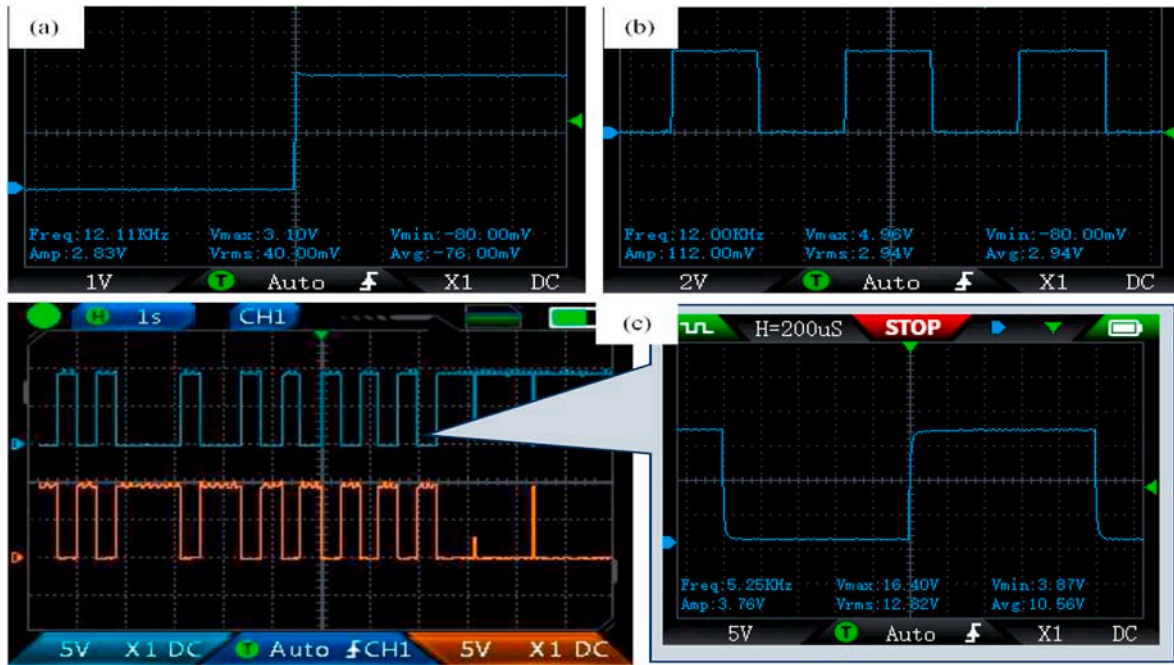 (a)
Freq:12.11KHz Vmax:3.10V Vmin:-80.00mV
Amp:2.83V Vrms:40.00mV Avg:-76.00mV
1V T Auto X1 DC
(b)
Freq:12.00KHz Vmax:4.96V Vmin:-80.00mV
Amp:112.00mV Vrms:2.94V Avg:2.94V
2V T Auto X1 DC
H 1s CH1
5V X1 DC T Auto CH1 5V X1 DC
(c)
H=200uS STOP
Freq:5.25KHz Vmax:16.40V Vmin:3.87V
Amp:3.76V Vrms:12.82V Avg:10.56V
5V T Auto X1 DC